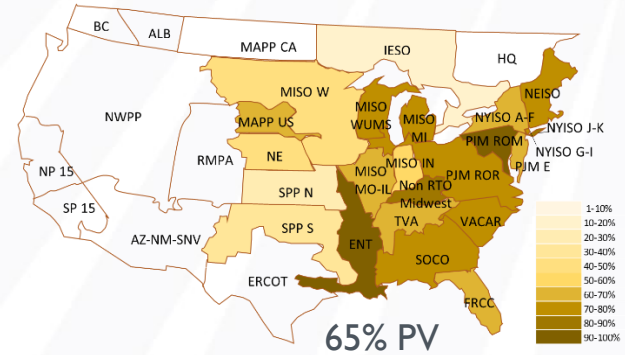 BC
ALB
MAPP CA
IESO
HQ
NWPP
MISO W
MAPP US
MISO
WUMS
MISO
MI
NEISO
NYISO A-F
NYISO J-K
NYISO G-I
PIM ROM
PJM E
RMPA
NE
MISO IN
MISO
MO-IL
Non RTO
Midwest
PJM ROR
NP 15
SP 15
SPP N
TVA
VACAR
AZ-NM-SNV
SPP S
ENT
SOCO
ERCOT
FRCC
1-10%
10-20%
20-30%
30-40%
40-50%
50-60%
60-70%
70-80%
80-90%
90-100%
65% PV